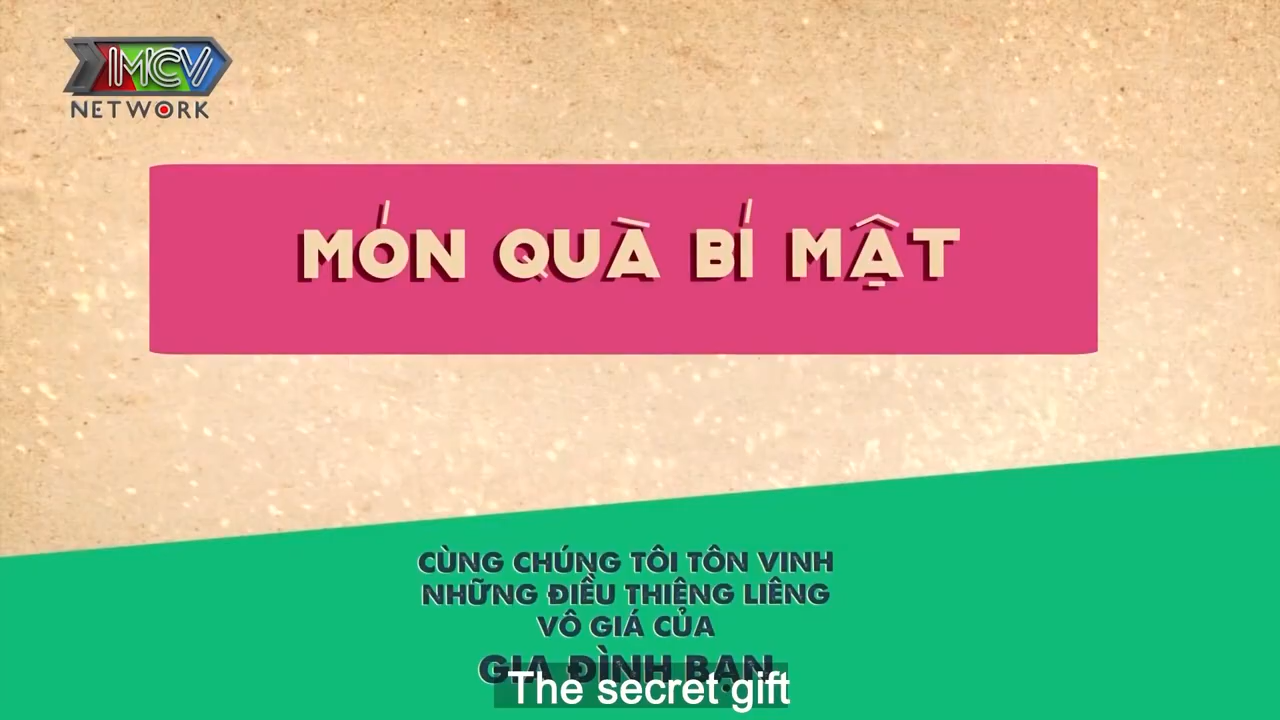 MCV
NETWORK
MÓN QUÀ BÍ MẬT
CÙNG CHÚNG TÔI TÔN VINH
NHỮNG ĐIỀU THIÊNG LIÊNG
VÔ GIÁ CỦA
GIA ĐÌNH BẠN
The secret gift